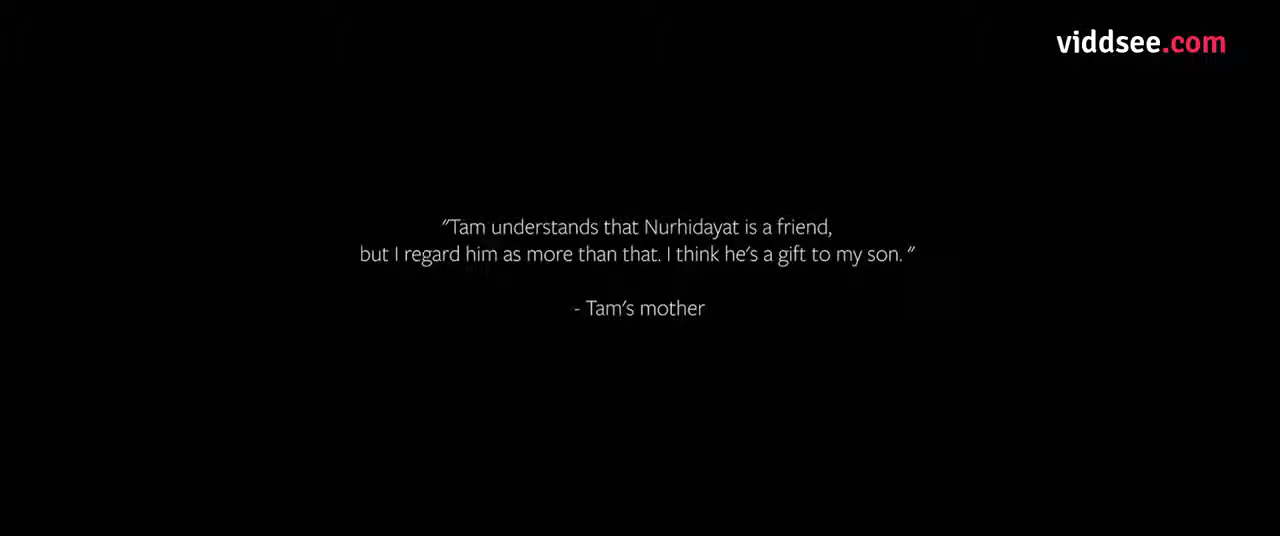 viddsee.com
"Tam understands that Nurhidayat is a friend,
but I regard him as more than that. I think he's a gift to my son. "
- Tam's mother